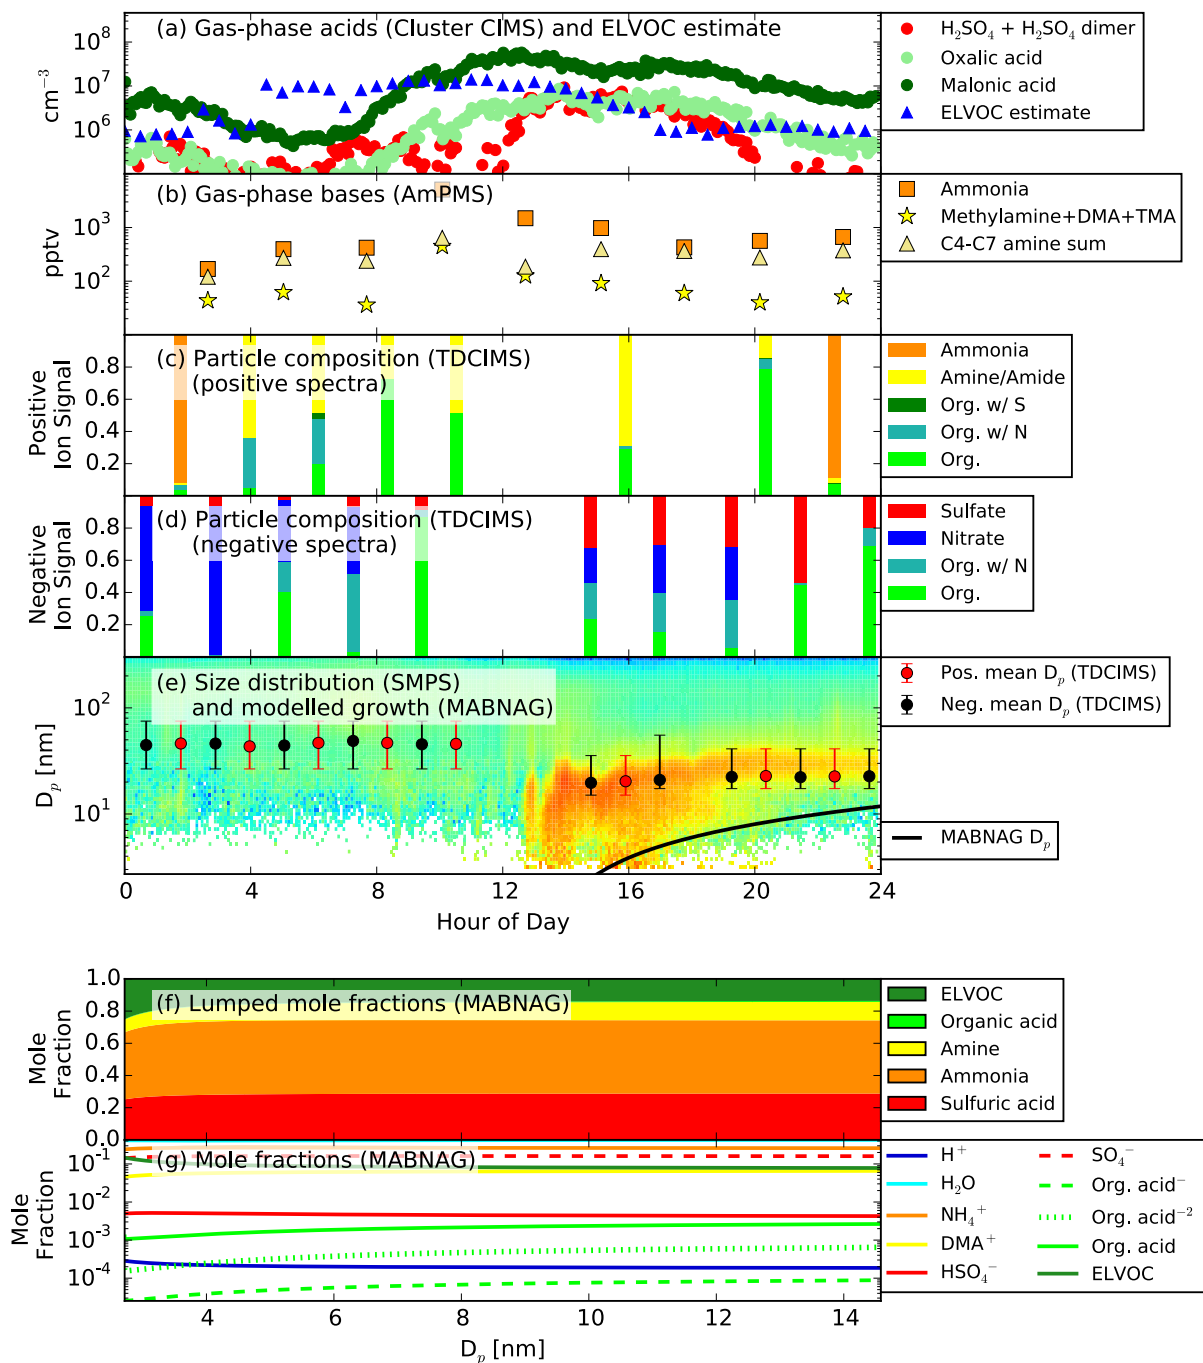 (a) Gas-phase acids (Cluster CIMS) and ELVOC estimate
10⁸
10⁷
10⁶
cm⁻³
H₂SO₄ + H₂SO₄ dimer
Oxalic acid
Malonic acid
ELVOC estimate
(b) Gas-phase bases (AmPMS)
10³
10²
pptv
Ammonia
Methylamine+DMA+TMA
C4-C7 amine sum
(c) Particle composition (TDCIMS)
(positive spectra)
0.8
0.6
0.4
0.2
Positive
Ion Signal
Ammonia
Amine/Amide
Org. w/ S
Org. w/ N
Org.
(d) Particle composition (TDCIMS)
(negative spectra)
0.8
0.6
0.4
0.2
Negative
Ion Signal
Sulfate
Nitrate
Org. w/ N
Org.
(e) Size distribution (SMPS)
and modelled growth (MABNAG)
10²
10¹
Dₚ [nm]
Pos. mean Dₚ (TDCIMS)
Neg. mean Dₚ (TDCIMS)
MABNAG Dₚ
0 4 8 12 16 20 24
Hour of Day
(f) Lumped mole fractions (MABNAG)
1.0
0.8
0.6
0.4
0.2
0.0
Mole
Fraction
ELVOC
Organic acid
Amine
Ammonia
Sulfuric acid
(g) Mole fractions (MABNAG)
10⁻¹
10⁻²
10⁻³
10⁻⁴
Mole
Fraction
H⁺
H₂O
NH₄⁺
DMA⁺
HSO₄⁻
SO₄⁻
Org. acid⁻
Org. acid⁻²
Org. acid
ELVOC
4 6 8 10 12 14
Dₚ [nm]